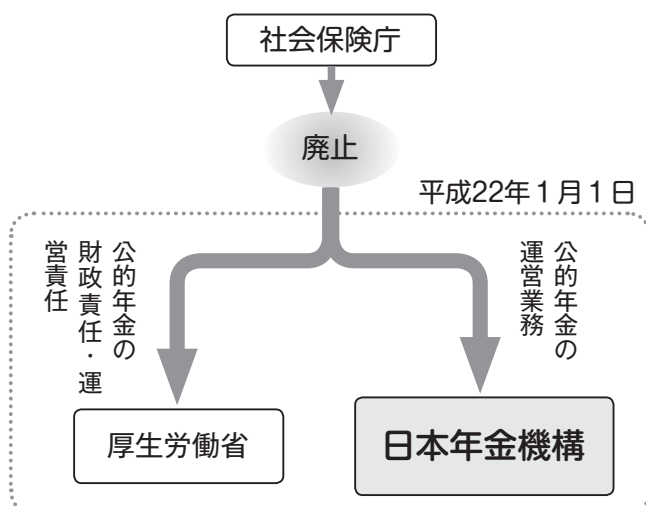 社会保険庁
廃止
平成22年1月1日
公的年金の
財政責任・運
営責任
公的年金の
運営業務
厚生労働省
日本年金機構